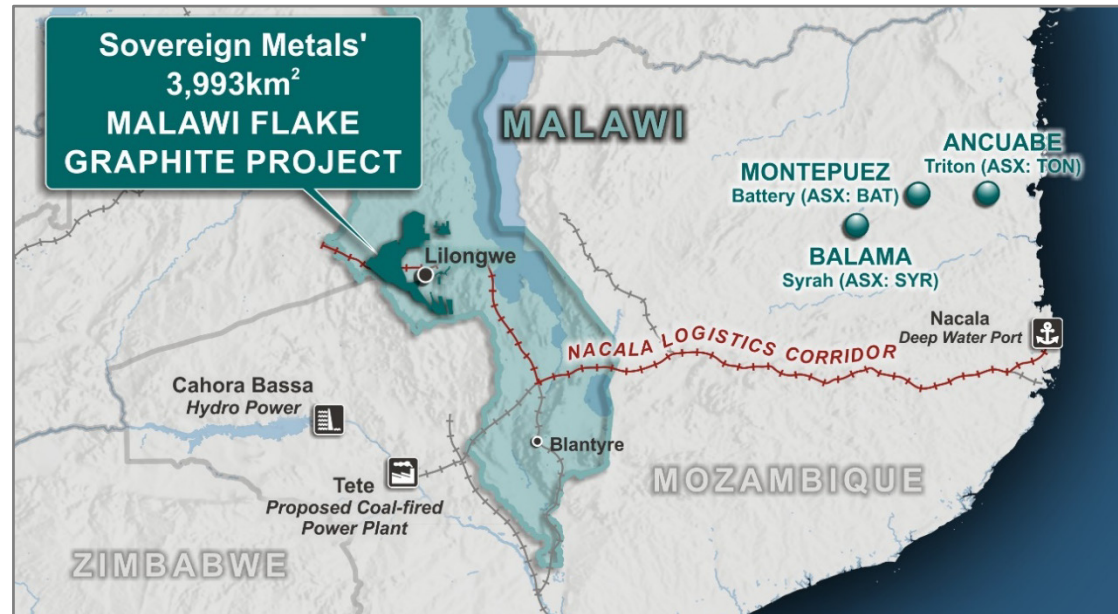 Sovereign Metals'
3,993km²
MALAWI FLAKE
GRAPHITE PROJECT
MALAWI
ANCUABE
Triton (ASX: TON)
MONTEPUEZ
Battery (ASX: BAT)
BALAMA
Syrah (ASX: SYR)
Lilongwe
Nacala
Deep Water Port
NACALA LOGISTICS CORRIDOR
Cahora Bassa
Hydro Power
Blantyre
Tete
Proposed Coal-fired
Power Plant
MOZAMBIQUE
ZIMBABWE